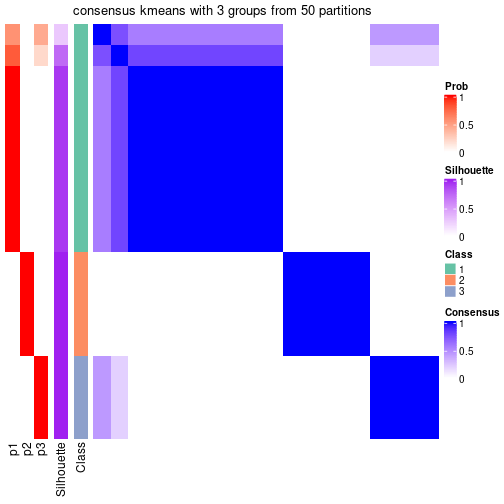 consensus kmeans with 3 groups from 50 partitions
Prob
1
0.5
0
Silhouette
1
0.5
0
Class
1
2
3
Consensus
1
0.5
0
p1
p2
p3
Silhouette
Class